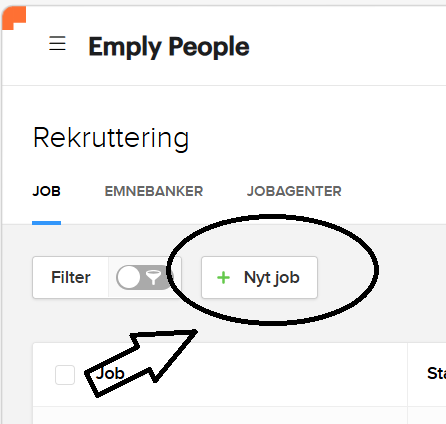 Emply People
Rekruttering
JOB EMNEBANKER JOBAGENTER
Filter + Nyt job
Job Sta